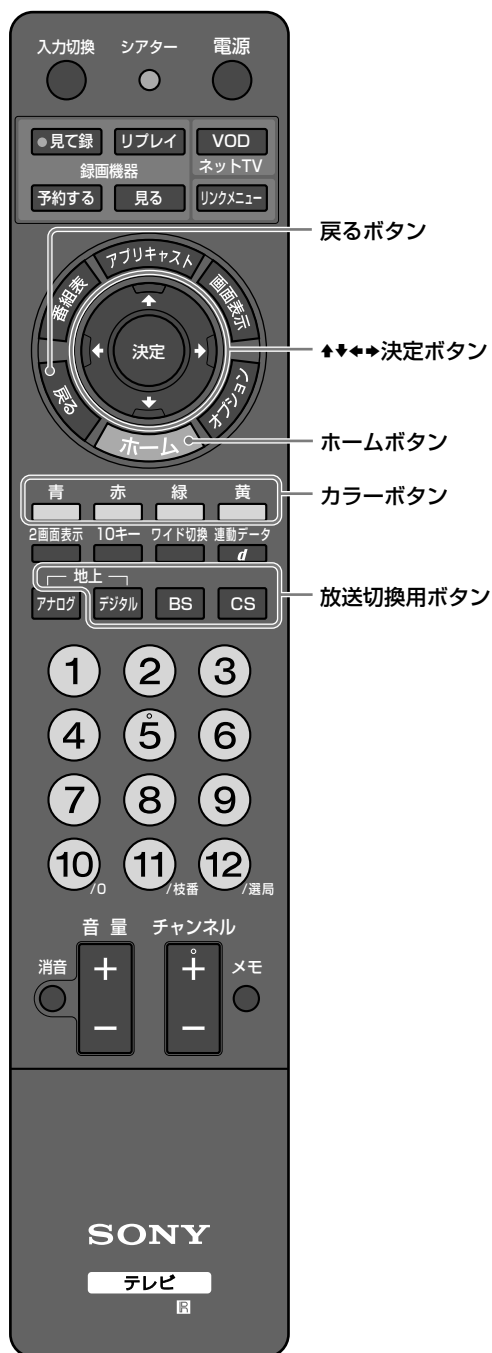 入力切換 シアター 電源
見て録 リプレイ VOD
録画機器 ネットTV
予約する 見る リンクメニュー
戻るボタン
番組表 アプリキャスト 画面表示
決定
決定ボタン
戻る オプション
ホーム
ホームボタン
青 赤 緑 黄
カラーボタン
2画面表示 10キー ワイド切換 連動データ
d
地上
アナログ デジタル BS CS
放送切換用ボタン
1 2 3
4 5 6
7 8 9
10 11 12
/0 /枝番 /選局
音量 チャンネル
消音 + + メモ
− −
SONY
テレビ
R